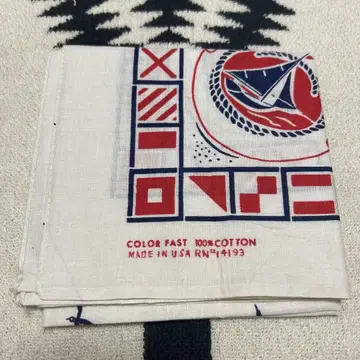 COLOR FAST 100% COTTON
MADE IN USA RN#14193